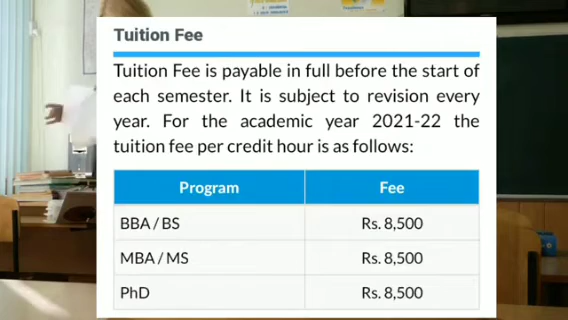 Tuition Fee
Tuition Fee is payable in full before the start of
each semester. It is subject to revision every
year. For the academic year 2021-22 the
tuition fee per credit hour is as follows:
Program Fee
BBA / BS Rs. 8,500
MBA / MS Rs. 8,500
PhD Rs. 8,500